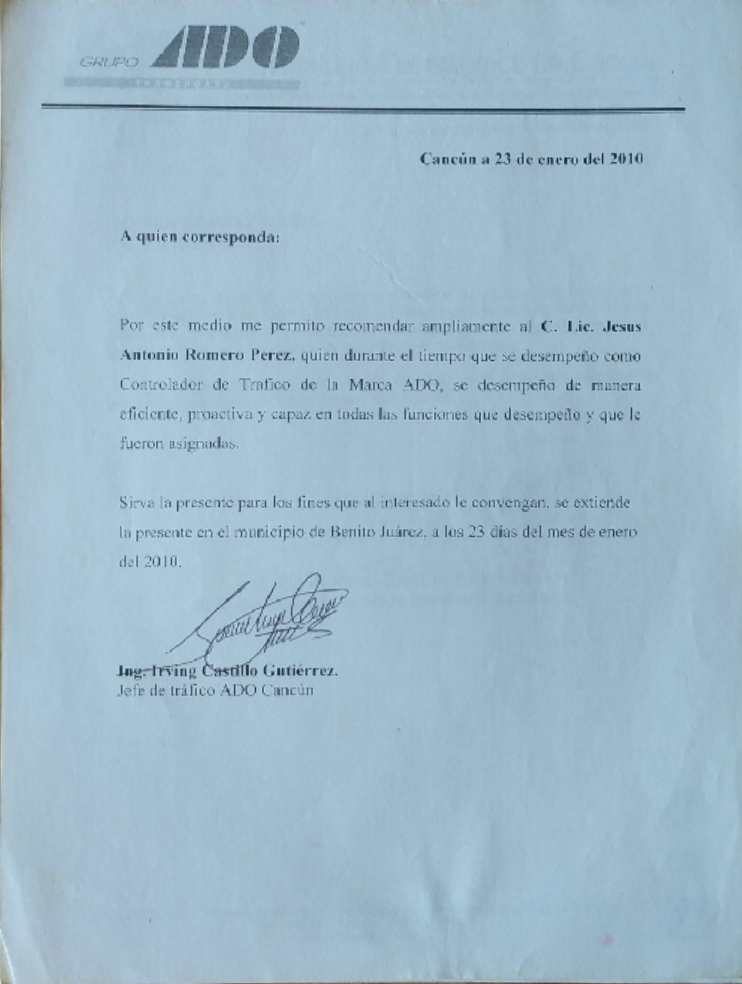 GRUPO ADO
Cancún a 23 de enero del 2010
A quien corresponda:
Por este medio me permito recomendar ampliamente al C. Lic. Jesus
Antonio Romero Perez, quien durante el tiempo que se desempeño como
Controlador de Trafico de la Marca ADO, se desempeño de manera
eficiente, proactiva y capaz en todas las funciones que desempeño y que le
fueron asignadas.
Sirva la presente para los fines que al interesado le convengan, se extiende
la presente en el municipio de Benito Juárez, a los 23 días del mes de enero
del 2010.
Ing. Irving Castillo Gutiérrez.
Jefe de tráfico ADO Cancún